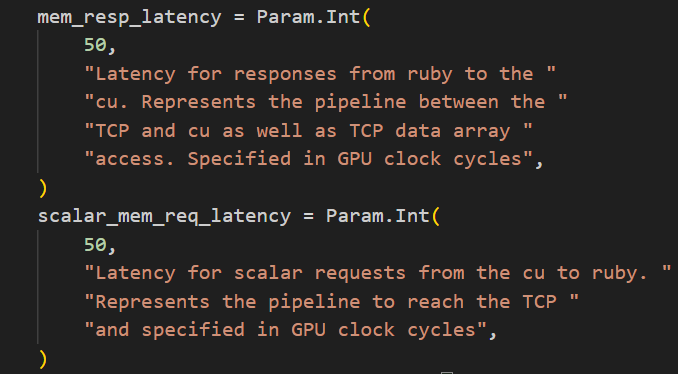 mem_resp_latency = Param.Int(
50,
"Latency for responses from ruby to the "
"cu. Represents the pipeline between the "
"TCP and cu as well as TCP data array "
"access. Specified in GPU clock cycles",
)
scalar_mem_req_latency = Param.Int(
50,
"Latency for scalar requests from the cu to ruby. "
"Represents the pipeline to reach the TCP "
"and specified in GPU clock cycles",
)